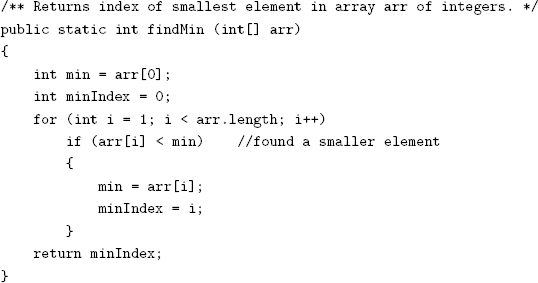 /** Returns index of smallest element in array arr of integers. */
public static int findMin (int[] arr)
{
    int min = arr[0];
    int minIndex = 0;
    for (int i = 1; i < arr.length; i++)
        if (arr[i] < min)    //found a smaller element
        {
            min = arr[i];
            minIndex = i;
        }
    return minIndex;
}